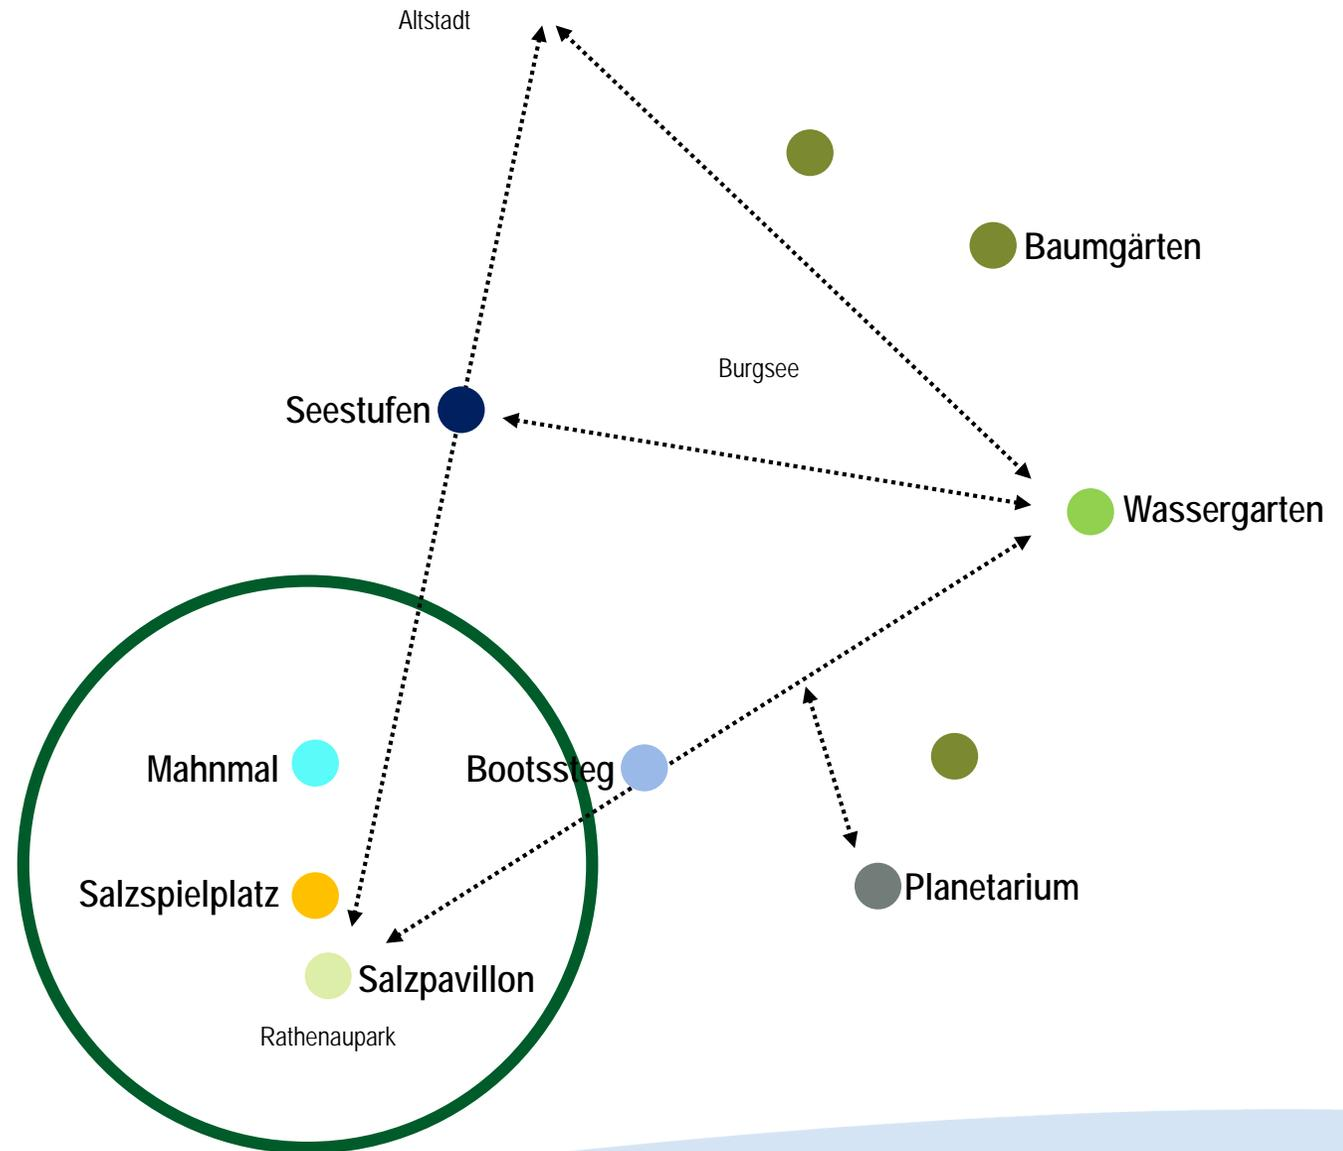 Altstadt
Baumgärten
Burgsee
Seestufen
Wassergarten
Mahnmal
Bootssteg
Salzspielplatz
Planetarium
Salzpavillon
Rathenaupark